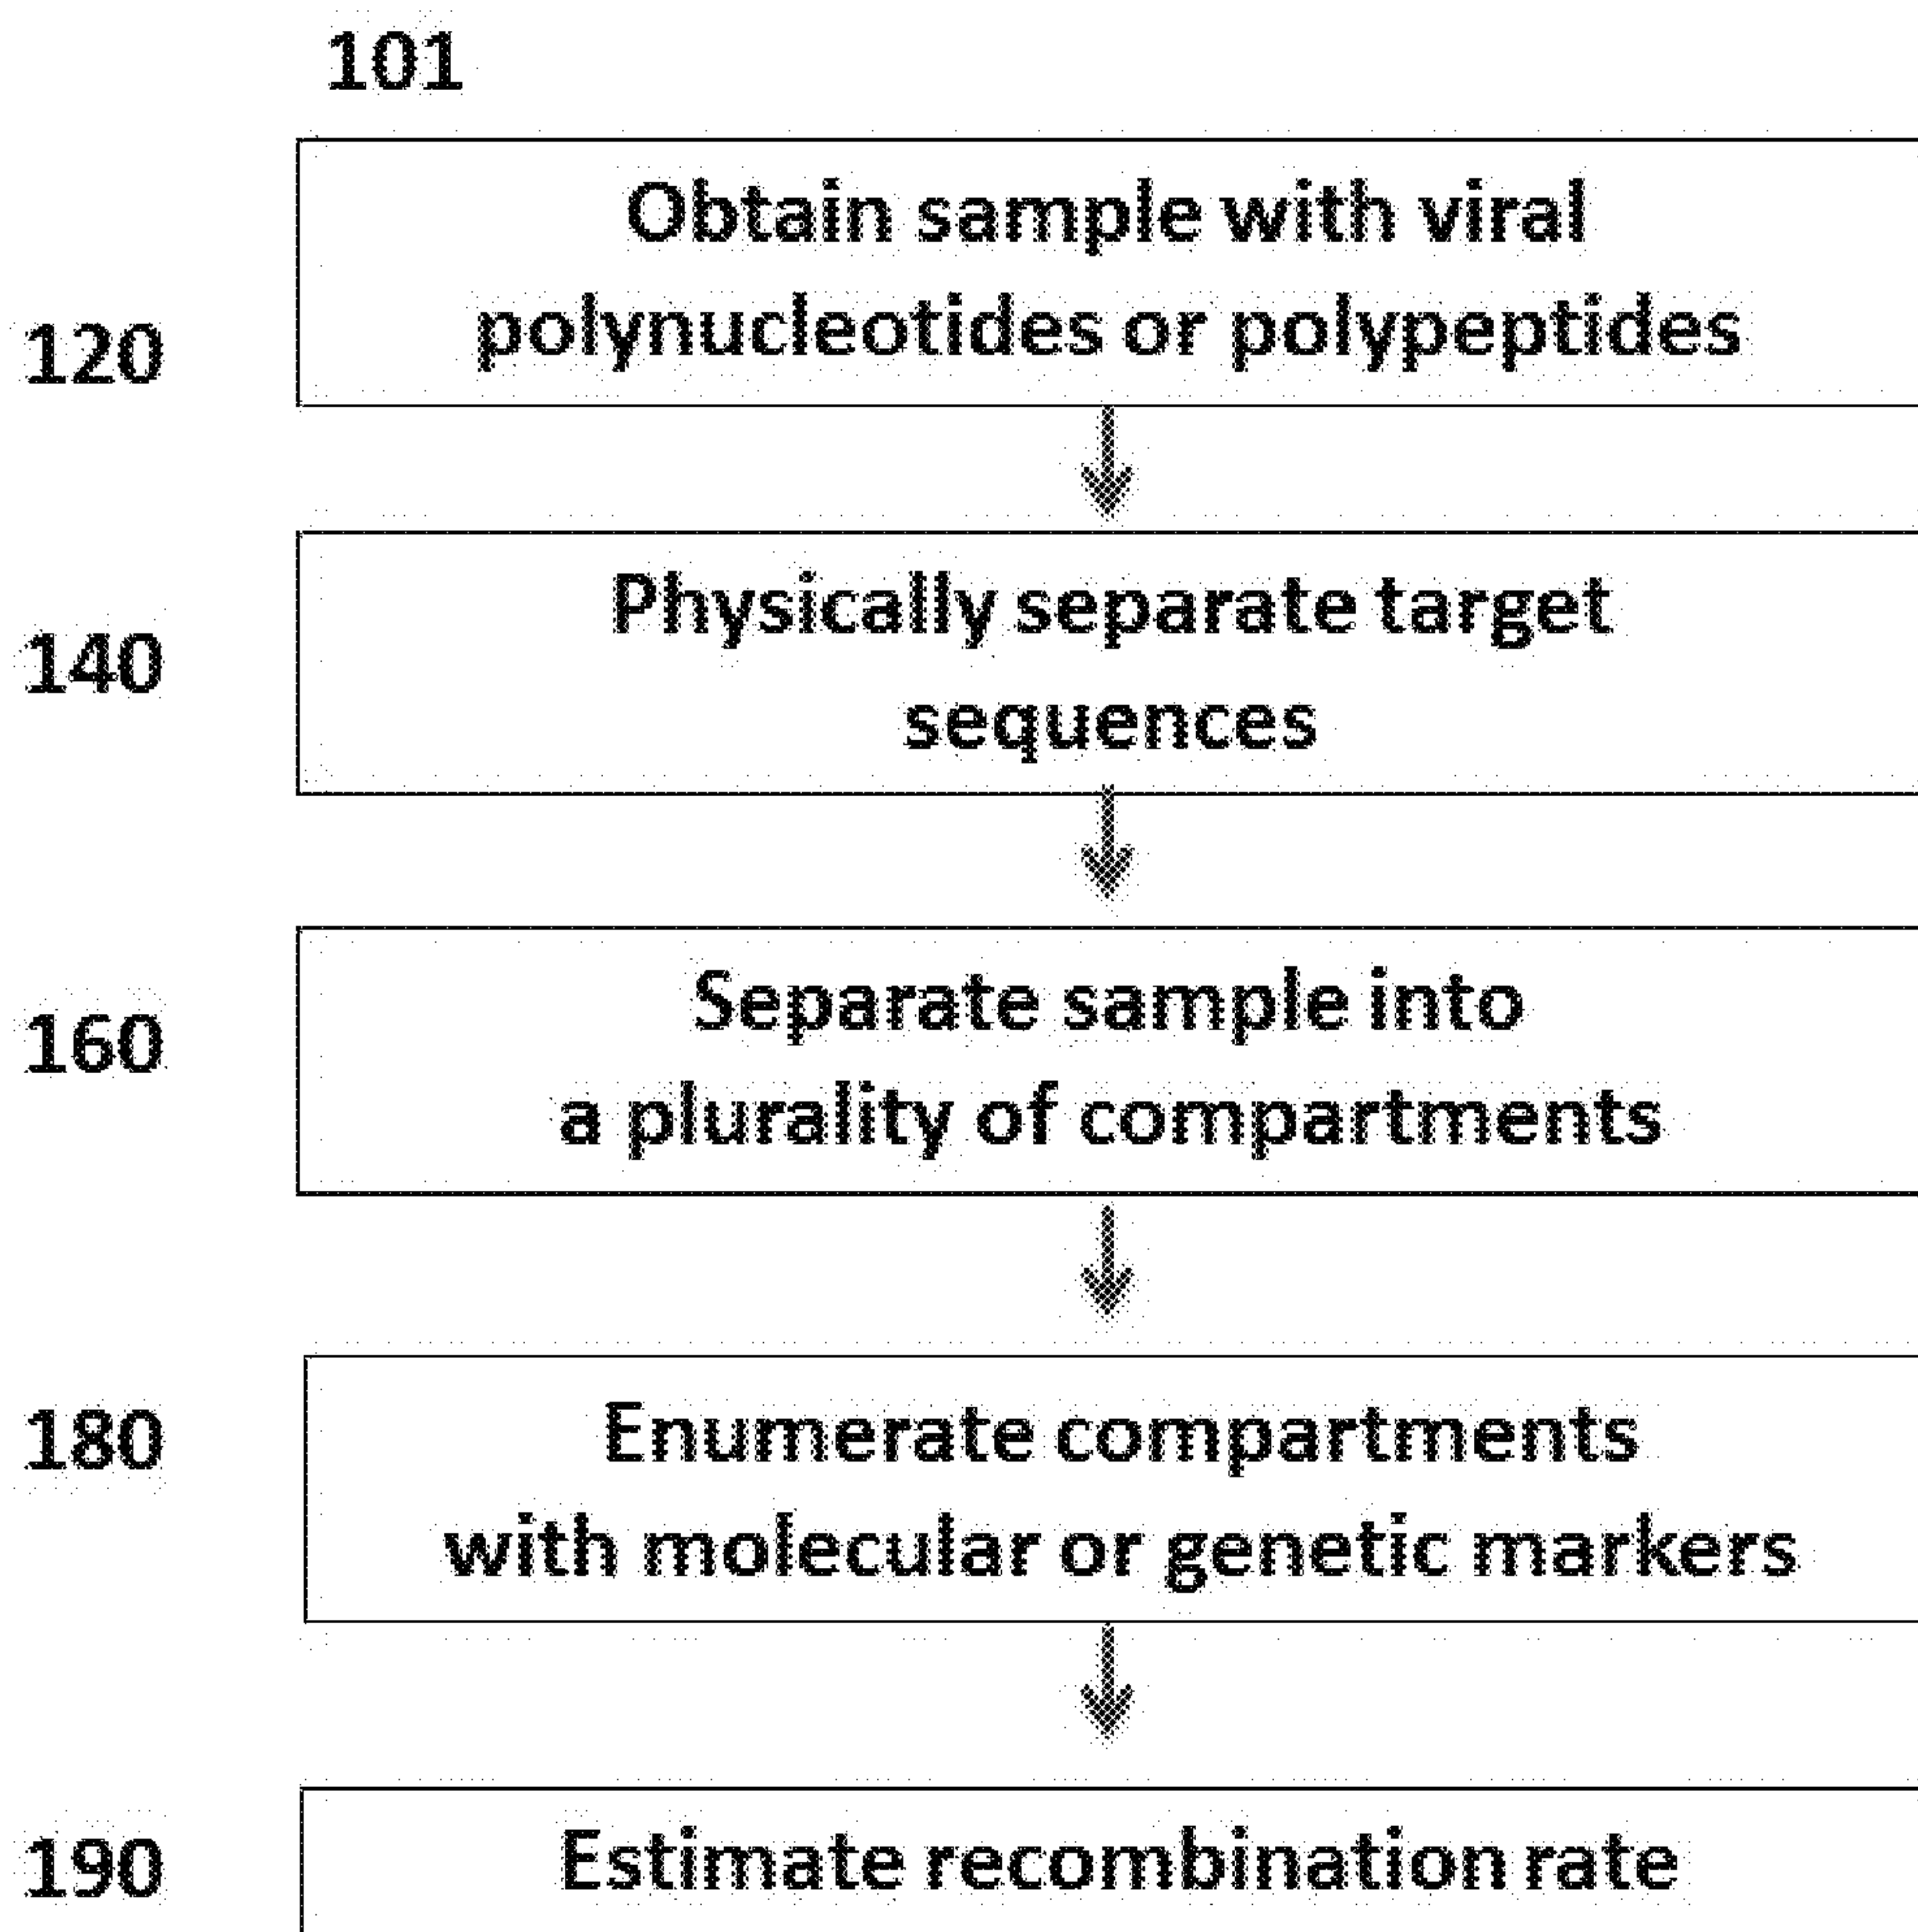 101
Obtain sample with viral
120
polynucleotides or polypeptides
Physically separate target
140
sequences
Separate sample into
160
a plurality of compartments
Enumerate compartments
180
with molecular or genetic markers
190
Estimate recombination rate